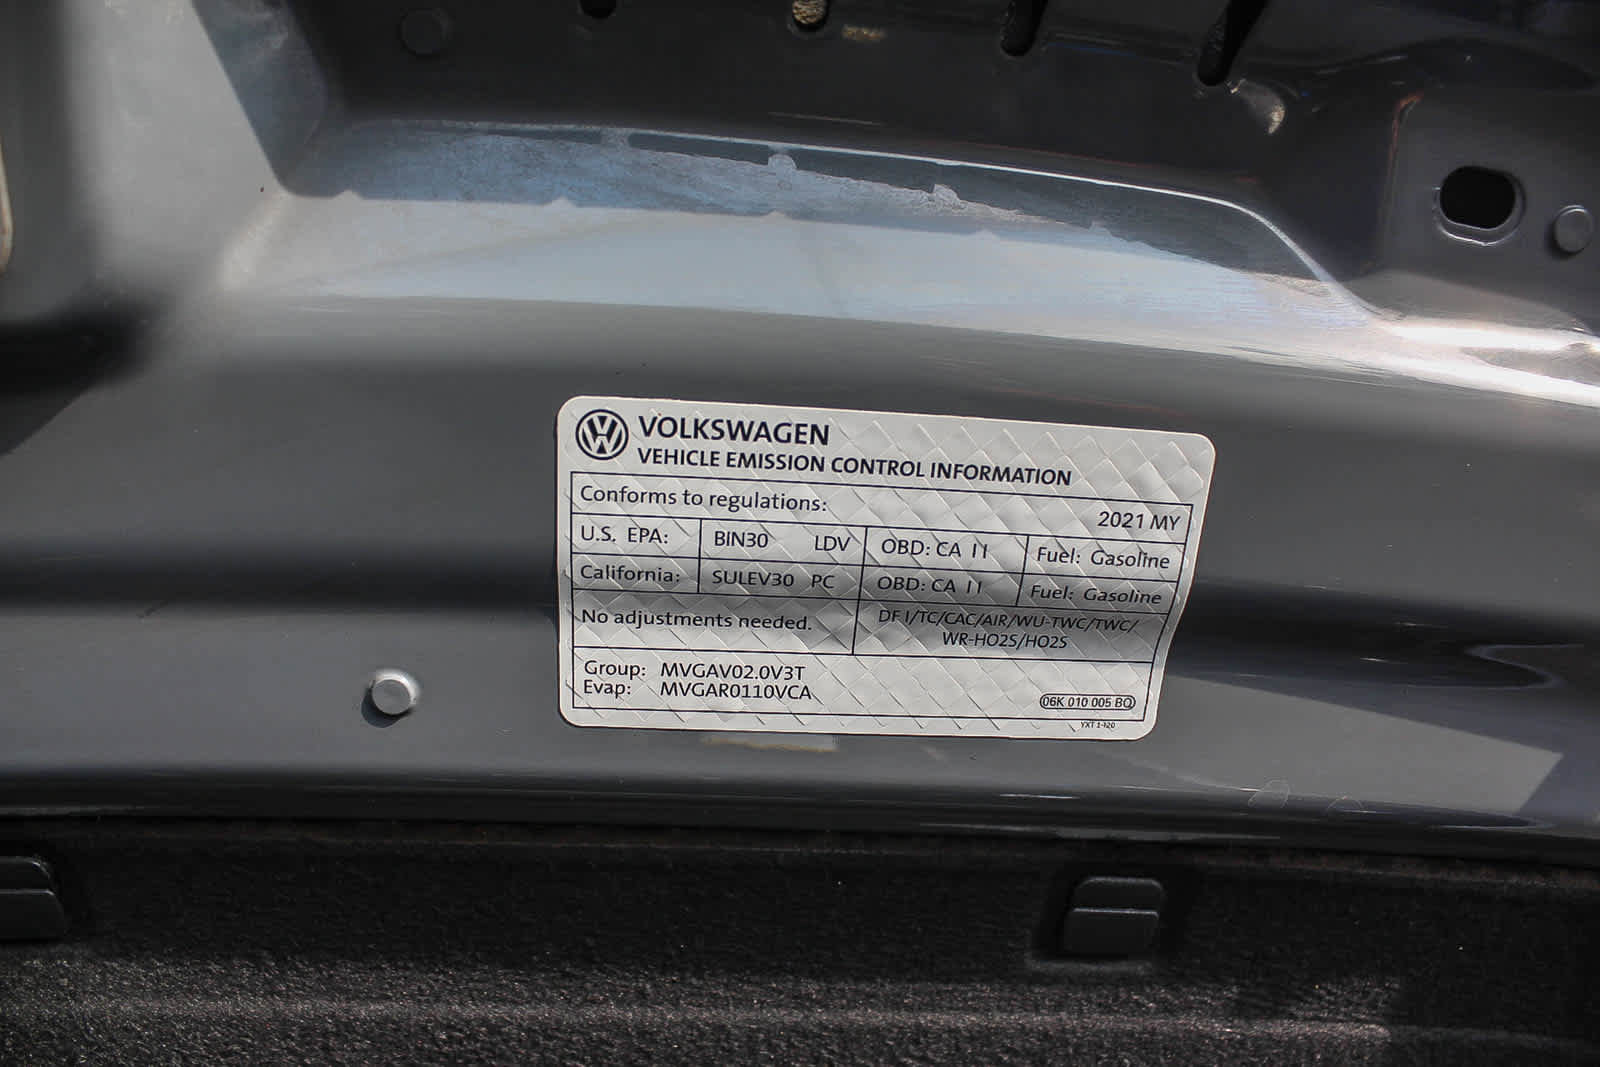 VOLKSWAGEN
VEHICLE EMISSION CONTROL INFORMATION
Conforms to regulations: 2021 MY
U.S. EPA: BIN30 LDV OBD: CA II Fuel: Gasoline
California: SULEV30 PC OBD: CA II Fuel: Gasoline
No adjustments needed. DFI/TC/CAC/AIR/WU-TWC/TWC/
WR-HO2S/HO2S
Group: MVGAV02.0V3T
Evap: MVGAR0110VCA
06K 010 005 BQ